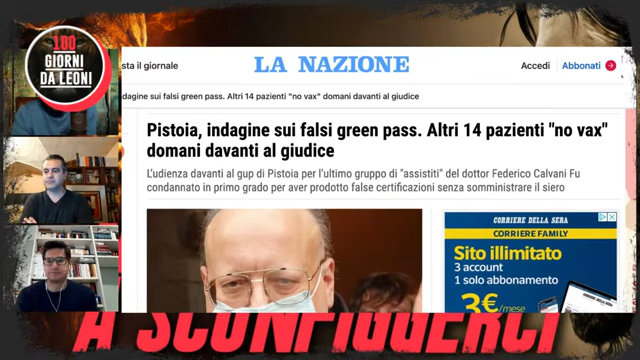 100
GIORNI
DA LEONI
sta il giornale
LA NAZIONE
Accedi
Abbonati
dagine sui falsi green pass. Altri 14 pazienti "no vax" domani davanti al giudice
Pistoia, indagine sui falsi green pass. Altri 14 pazienti "no vax"
domani davanti al giudice
L'udienza davanti al gup di Pistoia per l'ultimo gruppo di "assistiti" del dottor Federico Calvani Fu
condannato in primo grado per aver prodotto false certificazioni senza somministrare il siero
CORRIERE DELLA SERA
CORRIERE FAMILY
Sito illimitato
3 account
1 solo abbonamento
3€/mese
A SCONFIGGERCI